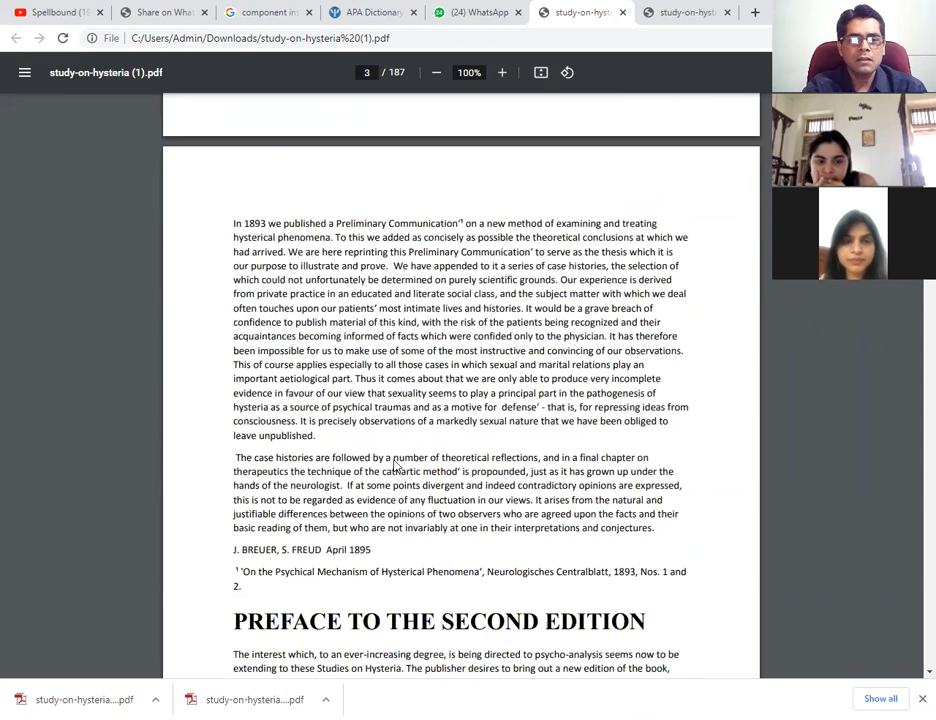 Spellbound (19
Share on What
component ins
APA Dictionary
24
(24) WhatsApp
study-on-hyste
study-on-hyste
File
C:/Users/Admin/Downloads/study-on-hysteria%20(1).pdf
study-on-hysteria (1).pdf
3 / 187
100%
In 1893 we published a Preliminary Communication'¹ on a new method of examining and treating
hysterical phenomena. To this we added as concisely as possible the theoretical conclusions at which we
had arrived. We are here reprinting this Preliminary Communication' to serve as the thesis which it is
our purpose to illustrate and prove. We have appended to it a series of case histories, the selection of
which could not unfortunately be determined on purely scientific grounds. Our experience is derived
from private practice in an educated and literate social class, and the subject matter with which we deal
often touches upon our patients' most intimate lives and histories. It would be a grave breach of
confidence to publish material of this kind, with the risk of the patients being recognized and their
acquaintances becoming informed of facts which were confided only to the physician. It has therefore
been impossible for us to make use of some of the most instructive and convincing of our observations.
This of course applies especially to all those cases in which sexual and marital relations play an
important aetiological part. Thus it comes about that we are only able to produce very incomplete
evidence in favour of our view that sexuality seems to play a principal part in the pathogenesis of
hysteria as a source of psychical traumas and as a motive for defense' - that is, for repressing ideas from
consciousness. It is precisely observations of a markedly sexual nature that we have been obliged to
leave unpublished.
The case histories are followed by a number of theoretical reflections, and in a final chapter on
therapeutics the technique of the cathartic method' is propounded, just as it has grown up under the
hands of the neurologist. If at some points divergent and indeed contradictory opinions are expressed,
this is not to be regarded as evidence of any fluctuation in our views. It arises from the natural and
justifiable differences between the opinions of two observers who are agreed upon the facts and their
basic reading of them, but who are not invariably at one in their interpretations and conjectures.
J. BREUER, S. FREUD April 1895
¹ 'On the Psychical Mechanism of Hysterical Phenomena', Neurologisches Centralblatt, 1893, Nos. 1 and
2.
PREFACE TO THE SECOND EDITION
The interest which, to an ever-increasing degree, is being directed to psycho-analysis seems now to be
extending to these Studies on Hysteria. The publisher desires to bring out a new edition of the book,
study-on-hysteria....pdf
study-on-hysteria....pdf
Show all